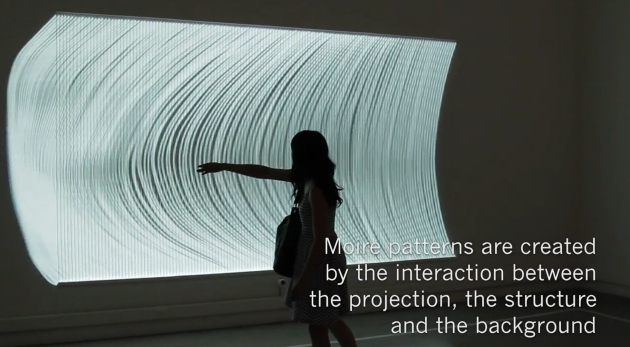 Moire patterns are created
by the interaction between
the projection, the structure
and the background